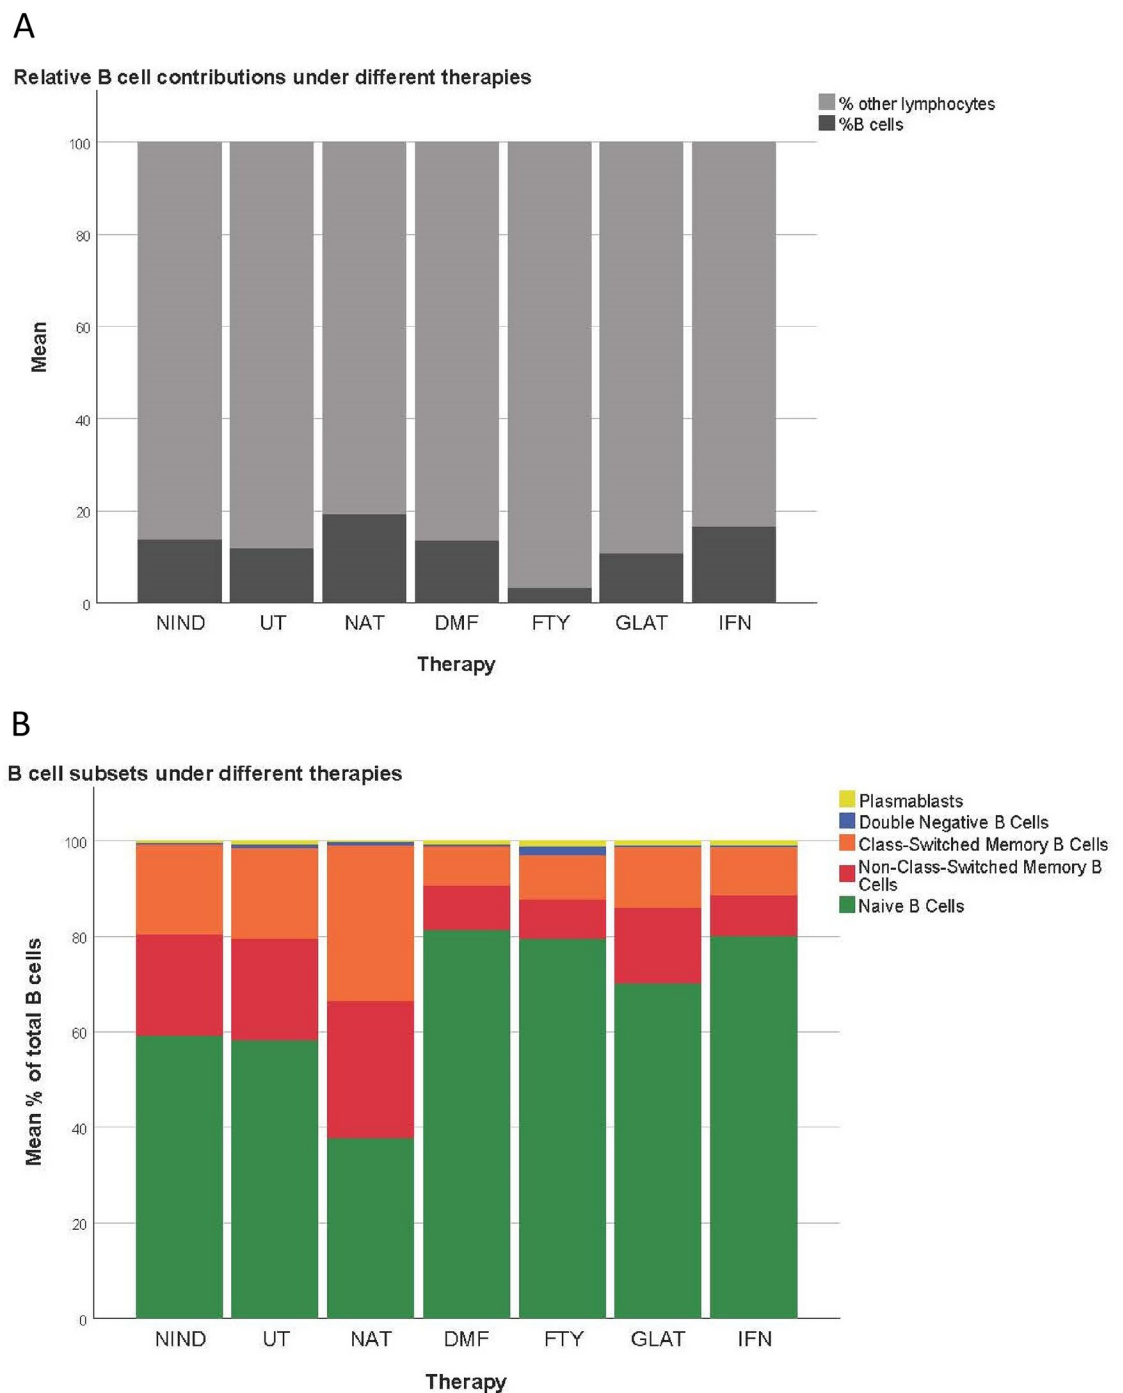 A
Relative B cell contributions under different therapies
% other lymphocytes
%B cells
100
80
60
40
20
0
Mean
NIND UT NAT DMF FTY GLAT IFN
Therapy
B
B cell subsets under different therapies
Plasmablasts
Double Negative B Cells
Class-Switched Memory B Cells
Non-Class-Switched Memory B
Cells
Naive B Cells
100
80
60
40
20
0
Mean % of total B cells
NIND UT NAT DMF FTY GLAT IFN
Therapy